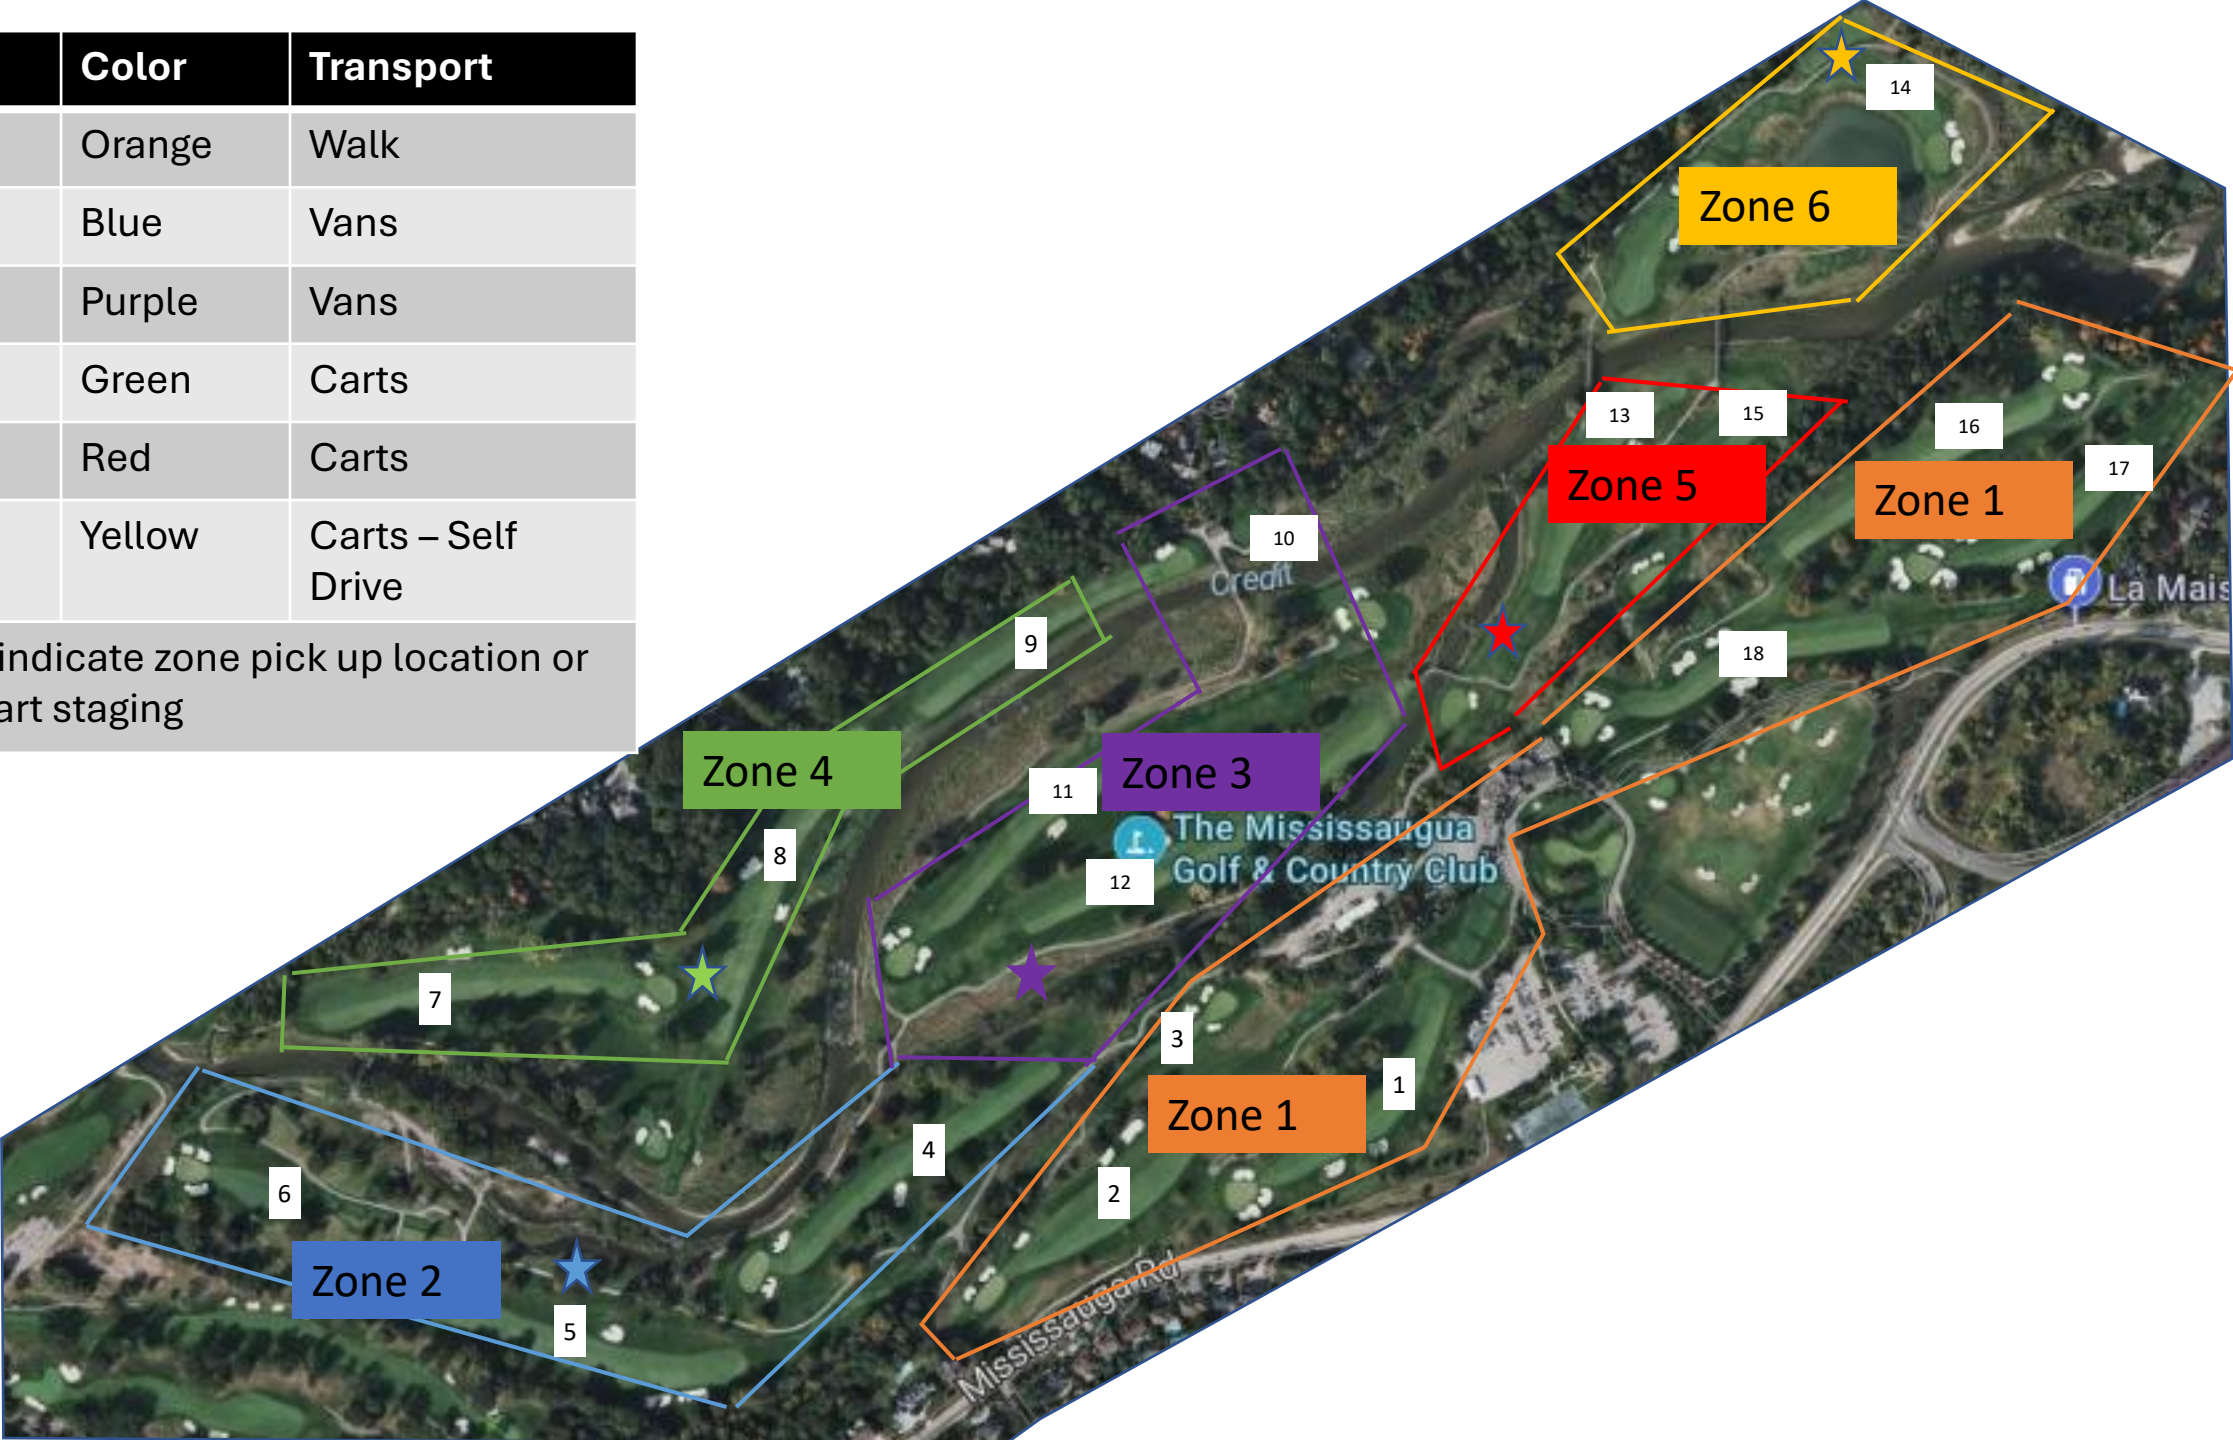 Color Transport
Orange Walk
Blue Vans
Purple Vans
Green Carts
Red Carts
Yellow Carts – Self
Drive
indicate zone pick up location or
art staging
14
Zone 6
13
15
16
17
Zone 5
Zone 1
10
Credit
La Mais
9
18
Zone 4
Zone 3
11
The Mississaugua
Golf & Country Club
8
12
7
3
1
Zone 1
4
2
6
Zone 2
5
Mississauga Rd